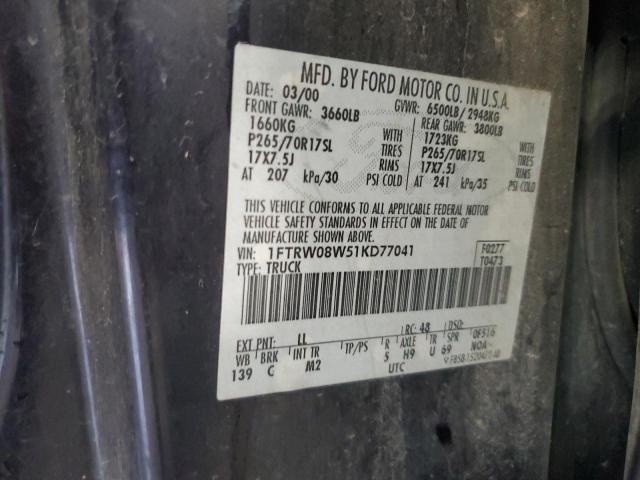 MFD. BY FORD MOTOR CO. IN U.S.A.
DATE: 03/00 GVWR: 6500LB/2948KG
FRONT GAWR: 3660LB REAR GAWR: 3800LB
1660KG WITH 1723KG WITH
P265/70R17SL TIRES P265/70R17SL TIRES
17X7.5J RIMS 17X7.5J RIMS
AT 207 kPa/30 PSI COLD AT 241 kPa/35 PSI COLD
THIS VEHICLE CONFORMS TO ALL APPLICABLE FEDERAL MOTOR
VEHICLE SAFETY STANDARDS IN EFFECT ON THE DATE OF
MANUFACTURE SHOWN ABOVE.
VIN: 1FTRW08W51KD77041 F0277
TYPE: TRUCK T0473
EXT PNT: LL RC: 48 DSO:
WB BRK INT TR TP/PS R AXLE TR 0F516
139 C M2 5 H9 U 69 NOA
UTC